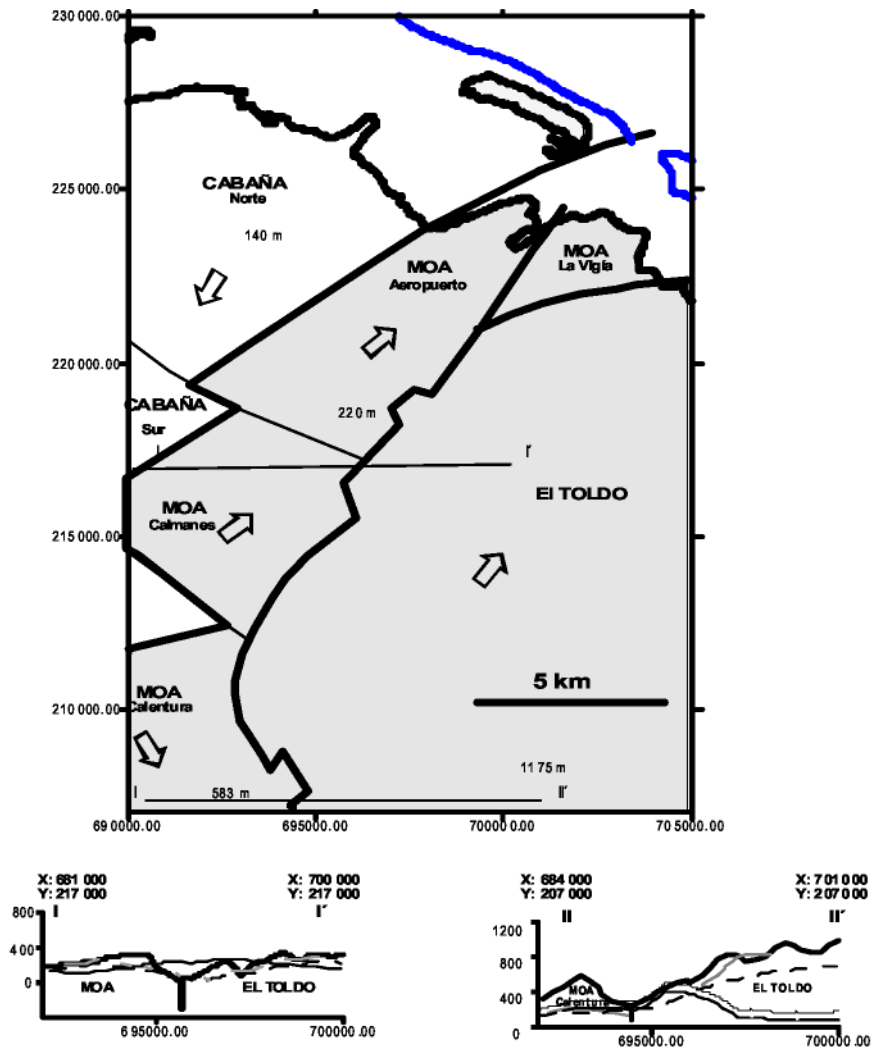 230 000.00
CABAÑA
Norte
225 000.00
140 m
MOA
La Vigía
MOA
Aeropuerto
220 000.00
CABAÑA
Sur
220 m
I
I'
El TOLDO
MOA
Calmanes
215 000.00
5 km
MOA
Calentura
210 000.00
1175 m
I
583 m
II'
690000.00
695000.00
700000.00
705000.00
X: 681 000
Y: 217 000
X: 700 000
Y: 217 000
X: 684 000
Y: 207 000
X: 701 000
Y: 207000
I
I´
II
II´
800
400
0
MOA
EL TOLDO
695000.00
700000.00
1200
800
400
0
MOA
Calentura
EL TOLDO
695000.00
700000.00